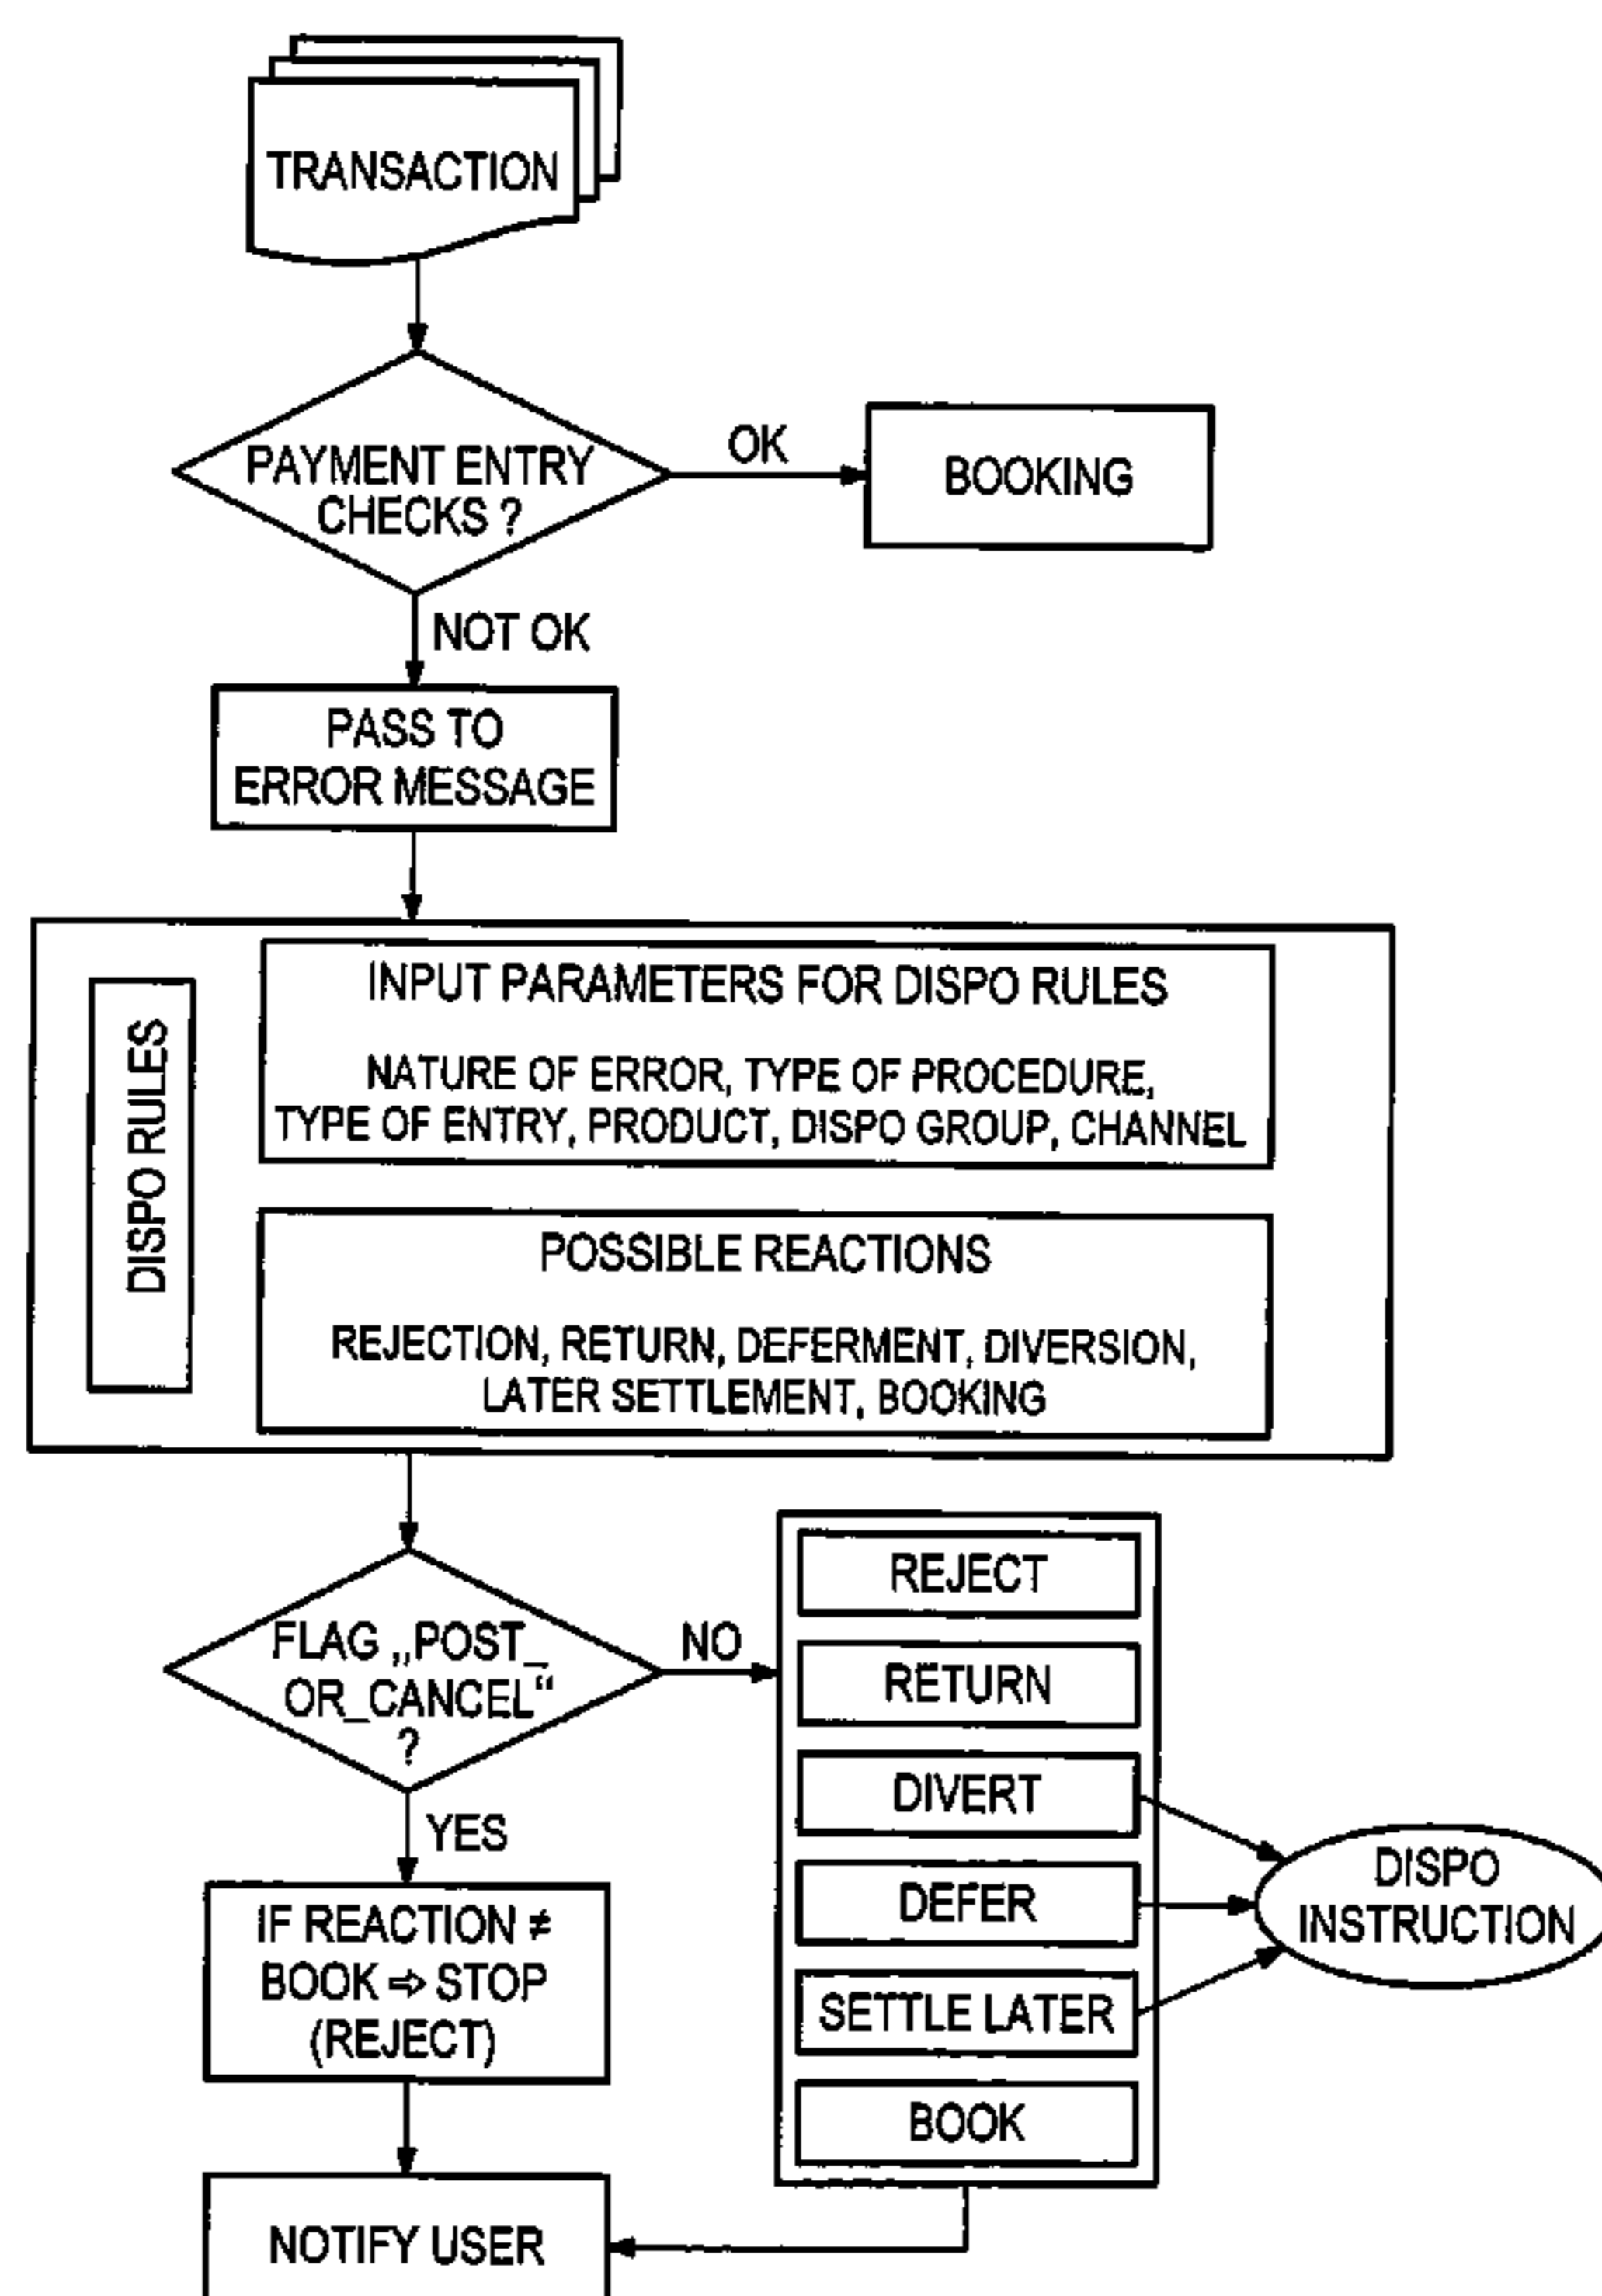 TRANSACTION
PAYMENT ENTRY
CHECKS ?
OK
BOOKING
NOT OK
PASS TO
ERROR MESSAGE
DISPO RULES
INPUT PARAMETERS FOR DISPO RULES
NATURE OF ERROR, TYPE OF PROCEDURE,
TYPE OF ENTRY, PRODUCT, DISPO GROUP, CHANNEL
POSSIBLE REACTIONS
REJECTION, RETURN, DEFERMENT, DIVERSION,
LATER SETTLEMENT, BOOKING
FLAG „POST_
OR_CANCEL“
?
NO
YES
REJECT
RETURN
DIVERT
DEFER
SETTLE LATER
BOOK
DISPO
INSTRUCTION
IF REACTION ≠
BOOK ⇨ STOP
(REJECT)
NOTIFY USER